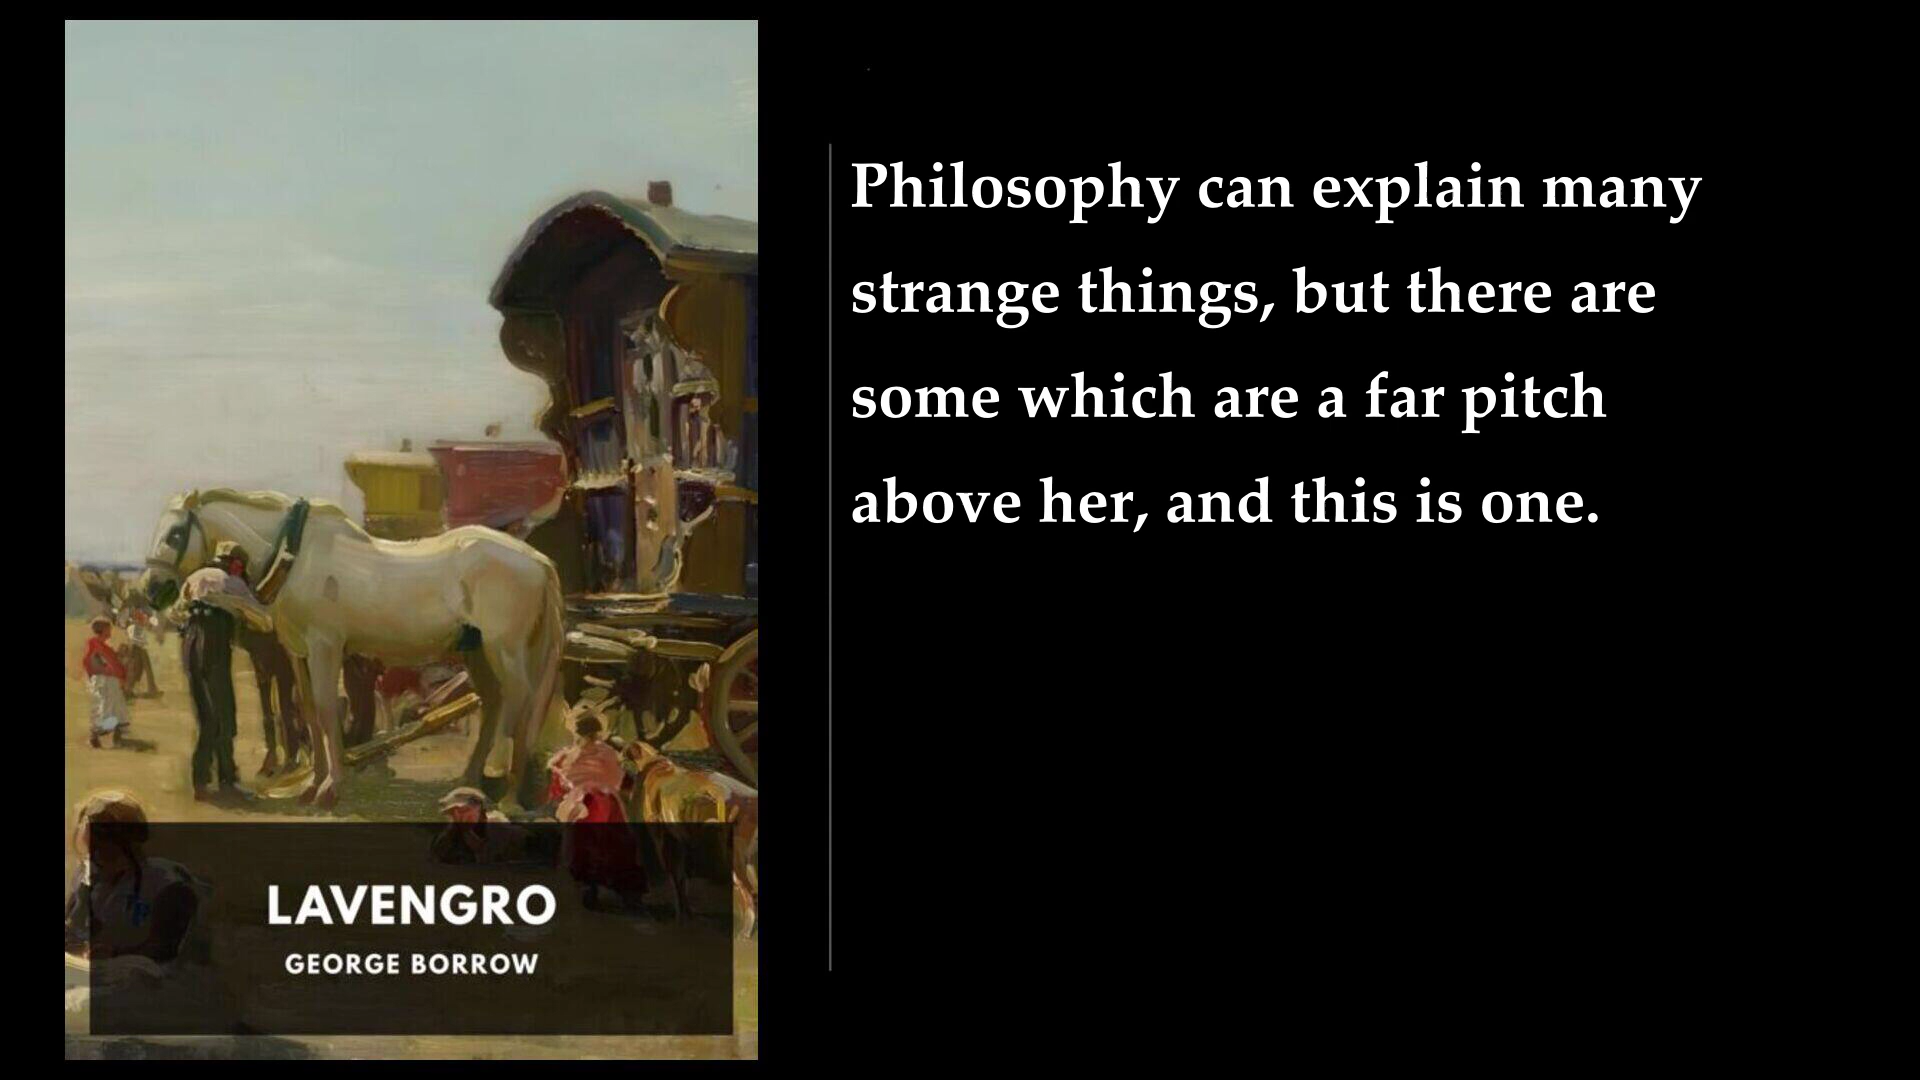 LAVENGRO
GEORGE BORROW
Philosophy can explain many
strange things, but there are
some which are a far pitch
above her, and this is one.